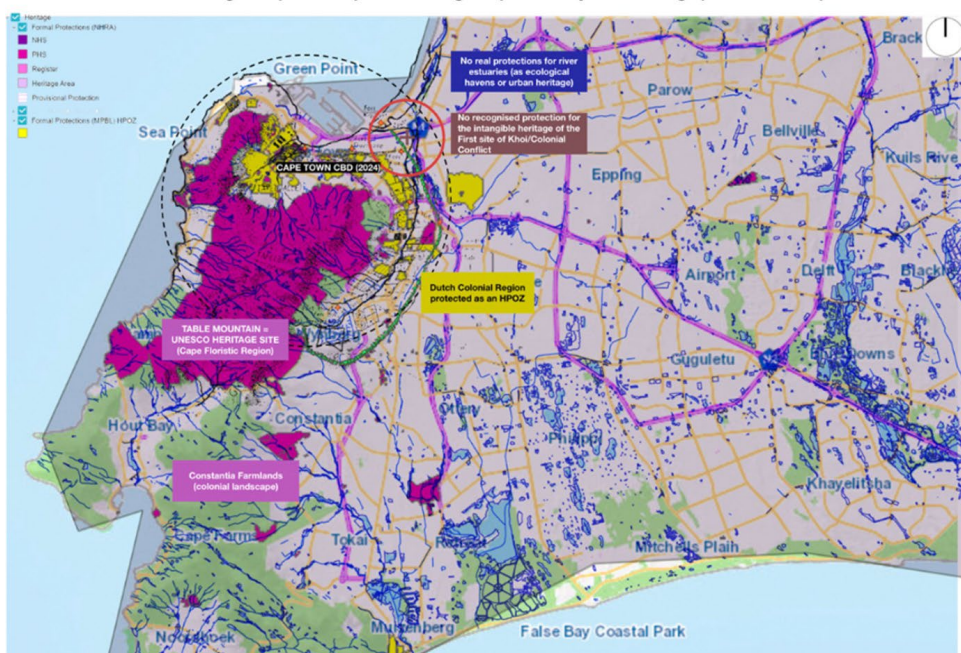 Heritage
Formal Protections (NHRA)
NHS
PHS
Register
Heritage Area
Provisional Protection
Formal Protections (MPBL) HPOZ
Green Point
Sea Point
CAPE TOWN CBD (2024)
No real protections for river
estuaries (as ecological
havens or urban heritage)
No recognised protection for
the intangible heritage of the
First site of Khoi/Colonial
Conflict
Parow
Brack
Bellville
Kuils Rive
Epping
Airport
Delft
Dutch Colonial Region
protected as an HPOZ
TABLE MOUNTAIN =
UNESCO HERITAGE SITE
(Cape Floristic Region)
Guguletu
Hout Bay
Constantia
Ottery
Philippi
Constantia Farmlands
(colonial landscape)
Khayelitsha
Cape Farms
Tokai
Retreat
Mitchells Plain
Muizenberg
False Bay Coastal Park